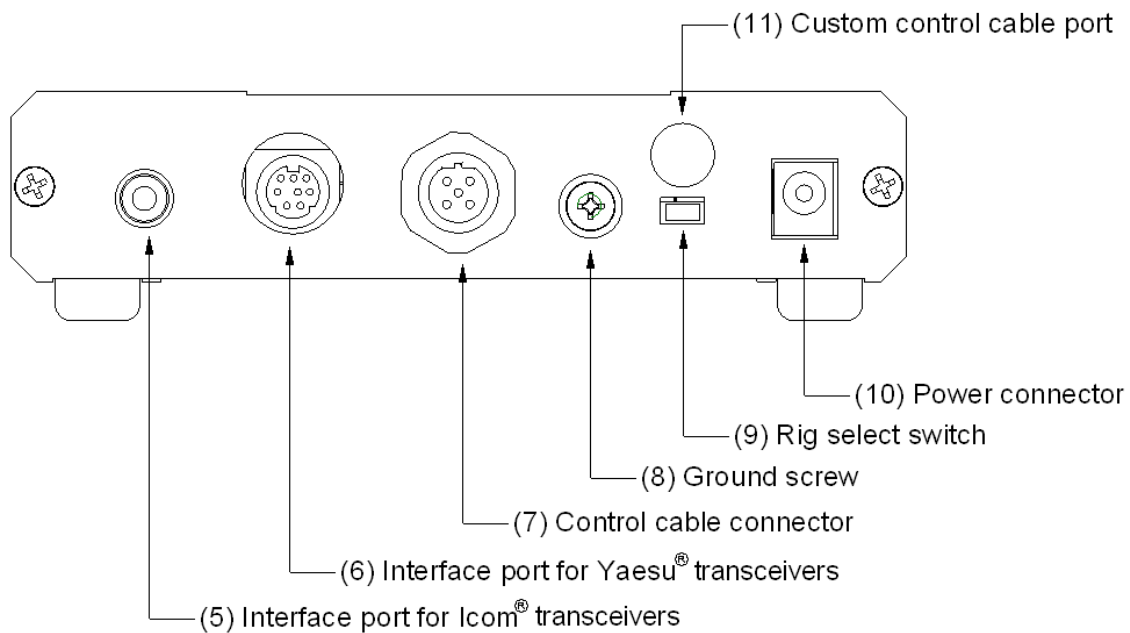 (11) Custom control cable port
(10) Power connector
(9) Rig select switch
(8) Ground screw
(7) Control cable connector
(6) Interface port for Yaesu® transceivers
(5) Interface port for Icom® transceivers